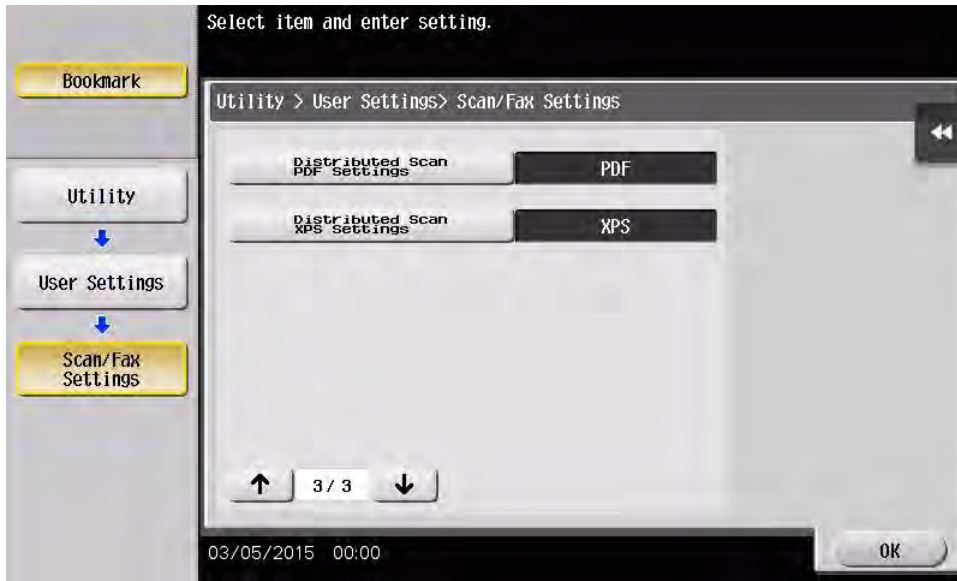 Select item and enter setting.
Bookmark
Utility > User Settings> Scan/Fax Settings
Distributed Scan
PDF Settings
PDF
Utility
Distributed Scan
XPS Settings
XPS
User Settings
Scan/Fax
Settings
3/3
03/05/2015 00:00
OK